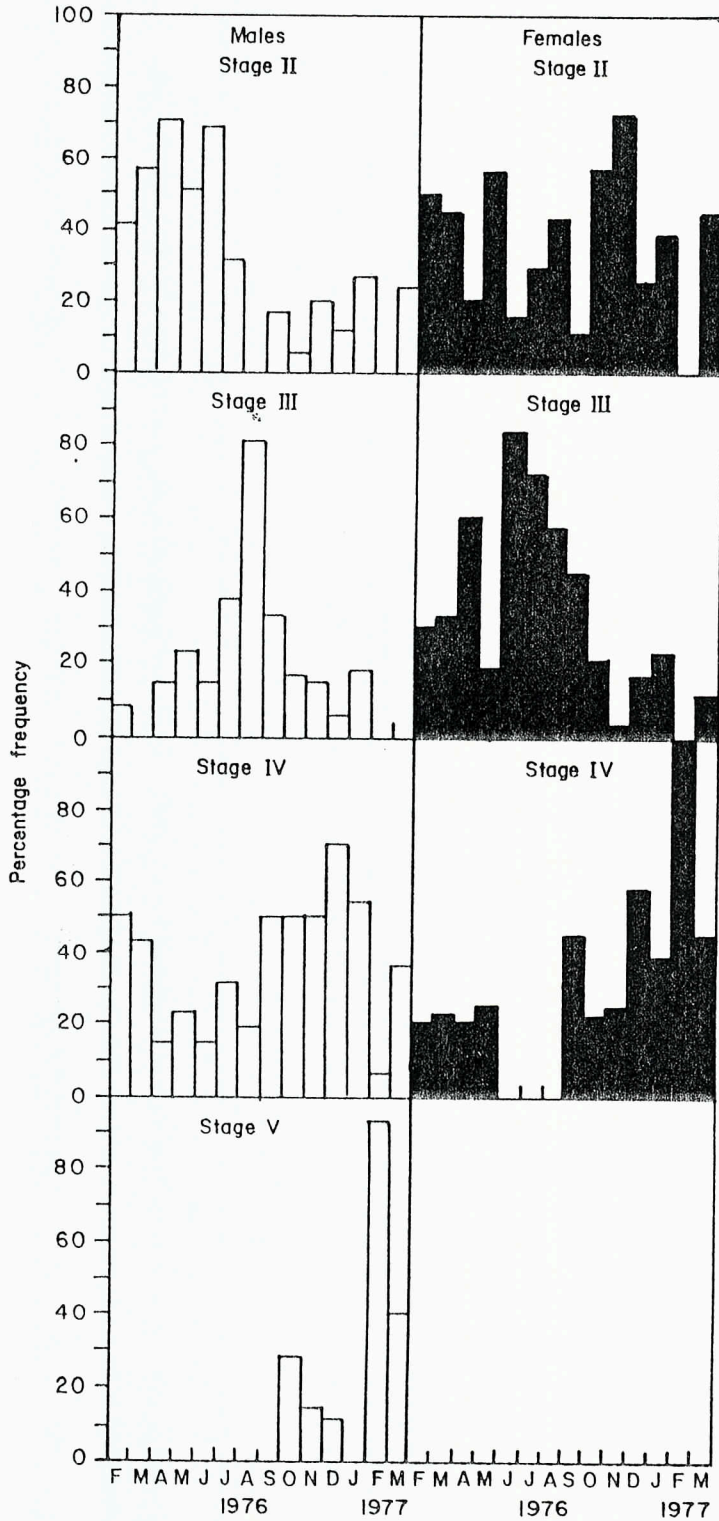 100
Males
Females
Stage II
Stage II
80
60
40
20
0
Stage III
Stage III
80
60
40
20
0
Stage IV
Stage IV
80
60
40
20
0
Stage V
80
60
40
20
0
Percentage frequency
F M A M J J A S O N D J F M
F M A M J J A S O N D J F M
1976 1977
1976 1977